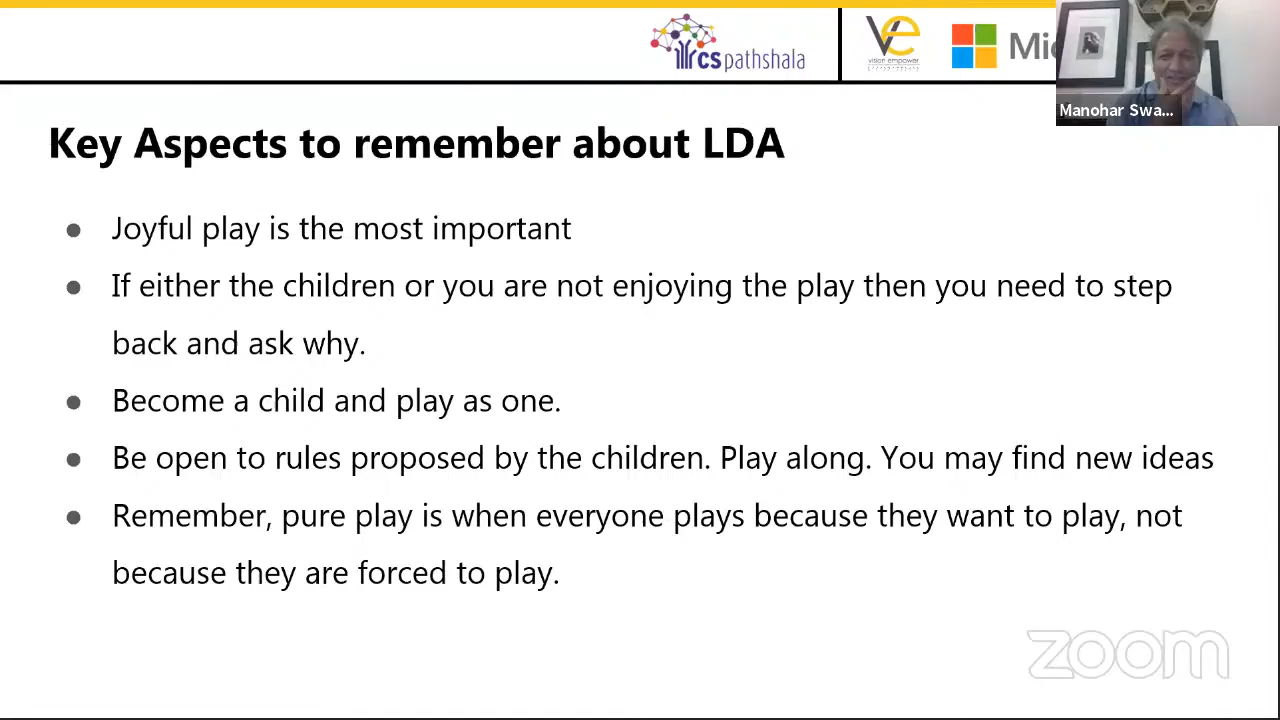 cspathshala
vision empower
Mic
Manohar Swa...
Key Aspects to remember about LDA
● Joyful play is the most important
● If either the children or you are not enjoying the play then you need to step
back and ask why.
● Become a child and play as one.
● Be open to rules proposed by the children. Play along. You may find new ideas
● Remember, pure play is when everyone plays because they want to play, not
because they are forced to play.
zoom